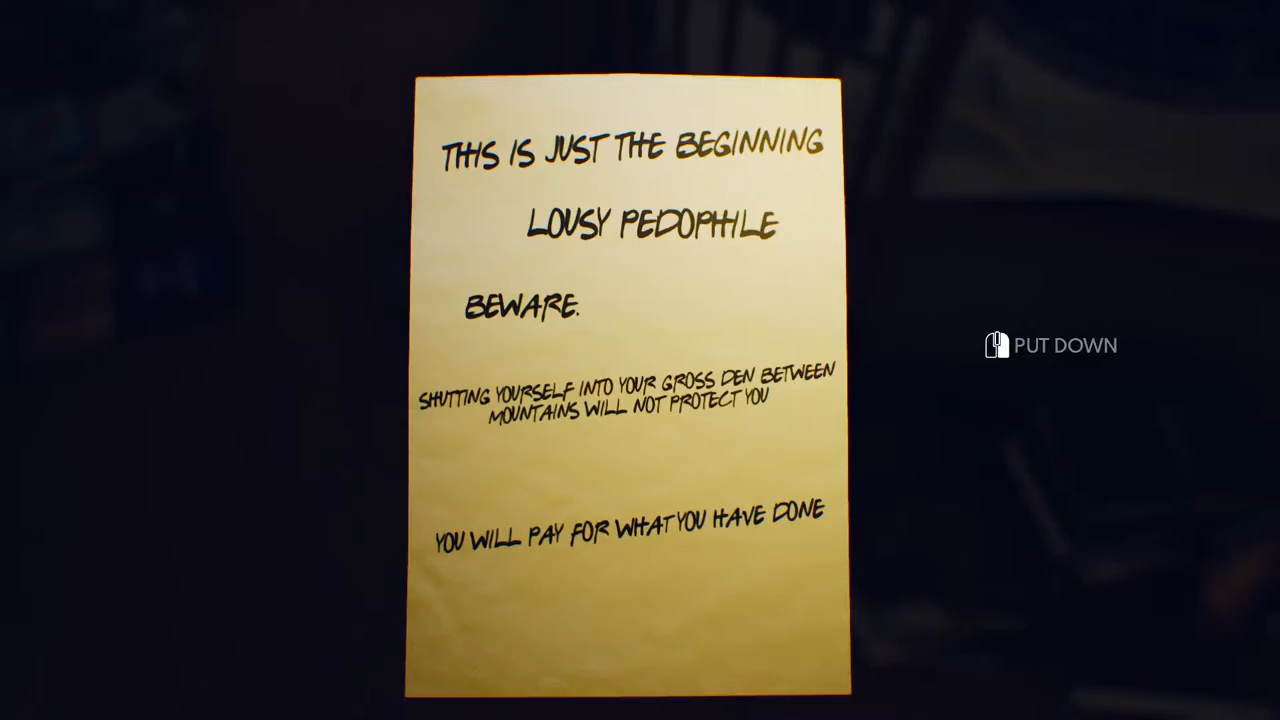 THIS IS JUST THE BEGINNING
LOUSY PEDOPHILE
BEWARE.
SHUTTING YOURSELF INTO YOUR GROSS DEN BETWEEN
MOUNTAINS WILL NOT PROTECT YOU
YOU WILL PAY FOR WHAT YOU HAVE DONE
PUT DOWN